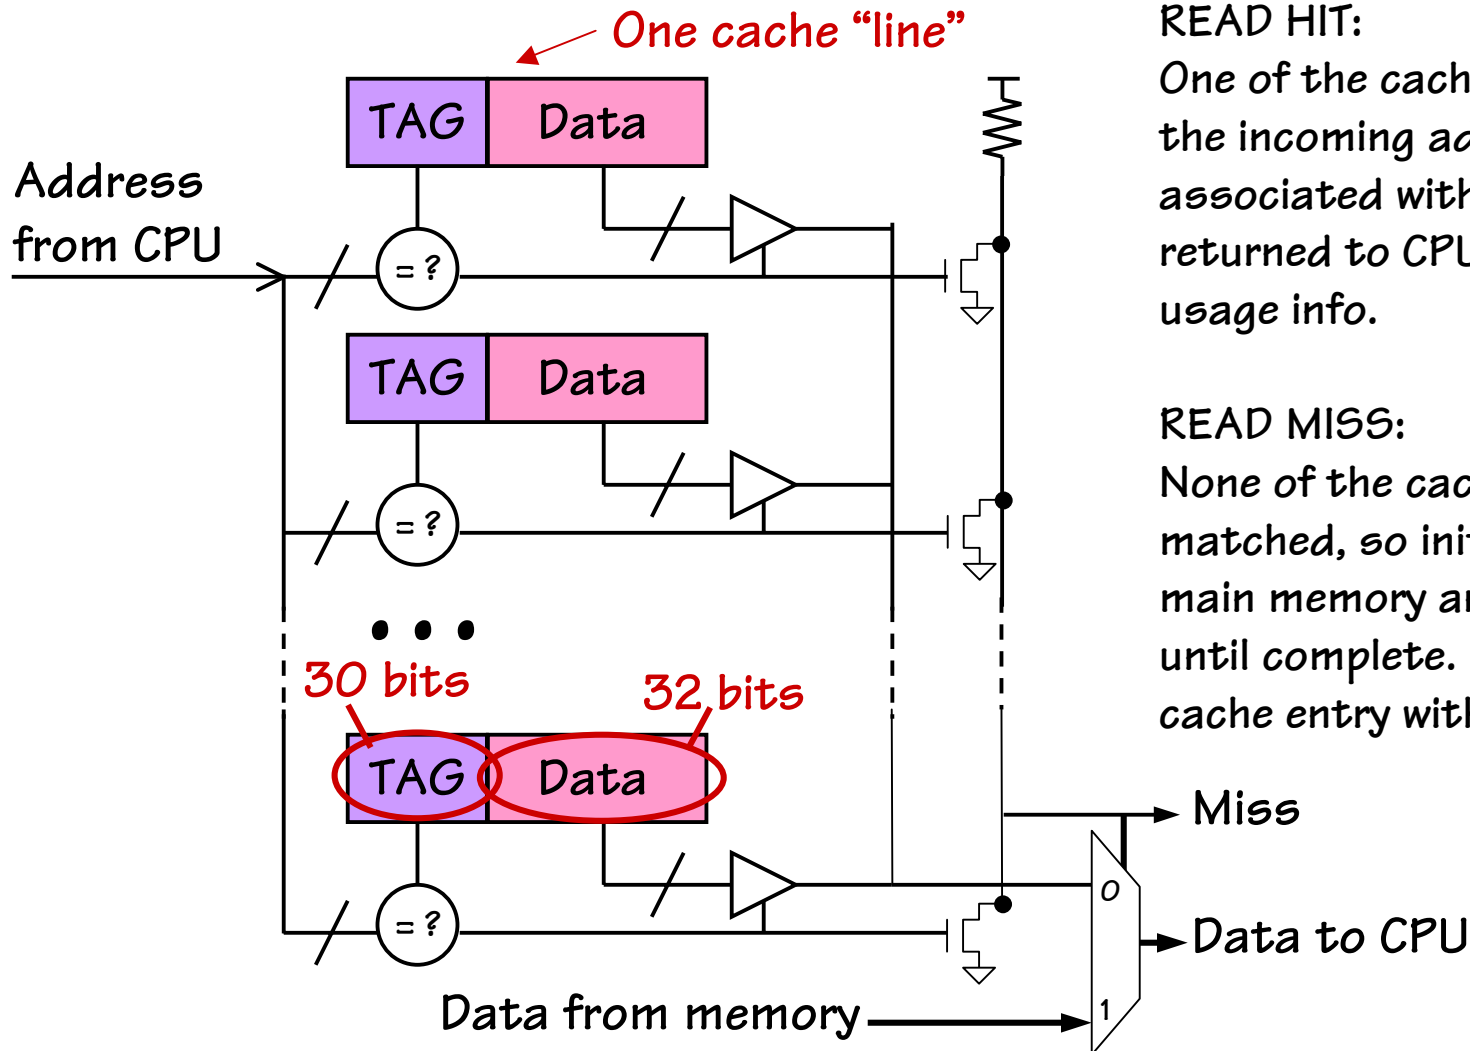 One cache “line”
TAG Data
Address
from CPU
= ?
TAG Data
= ?
30 bits
32 bits
TAG Data
= ?
Data from memory
0
1
Miss
Data to CPU
READ HIT:
One of the cach
the incoming
associated with
returned to CPU
usage info.
READ MISS:
None of the cac
matched, so init
main memory
until complete.
cache entry with